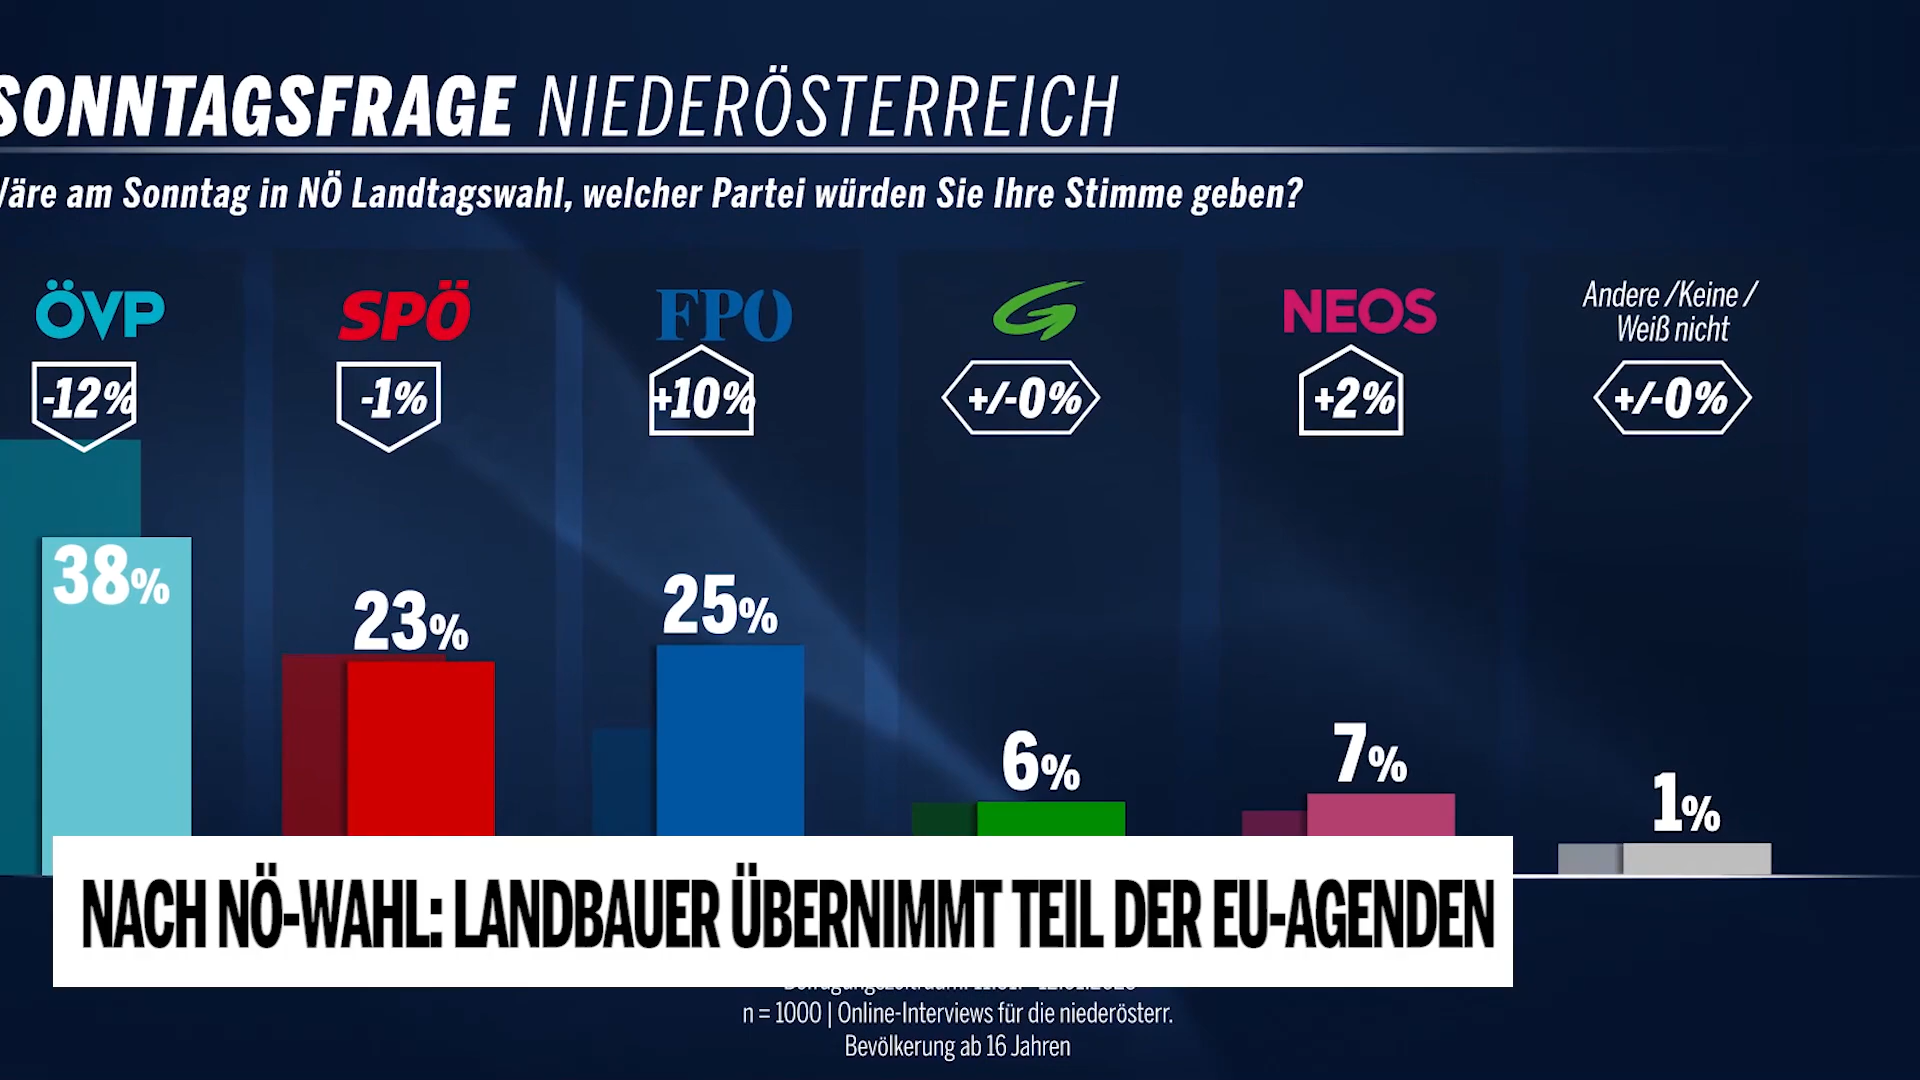 SONNTAGSFRAGE NIEDERÖSTERREICH
am Sonntag in NÖ Landtagswahl, welcher Partei würden Sie Ihre Stimme geben?
ÖVP
SPÖ
FPÖ
NEOS
Andere /Keine /
Weiß nicht
-12%
-1%
+10%
+/-0%
+2%
+/-0%
38%
23%
25%
6%
7%
1%
NACH NÖ-WAHL: LANDBAUER ÜBERNIMMT TEIL DER EU-AGENDEN
n = 1000 | Online-Interviews für die niederösterr.
Bevölkerung ab 16 Jahren